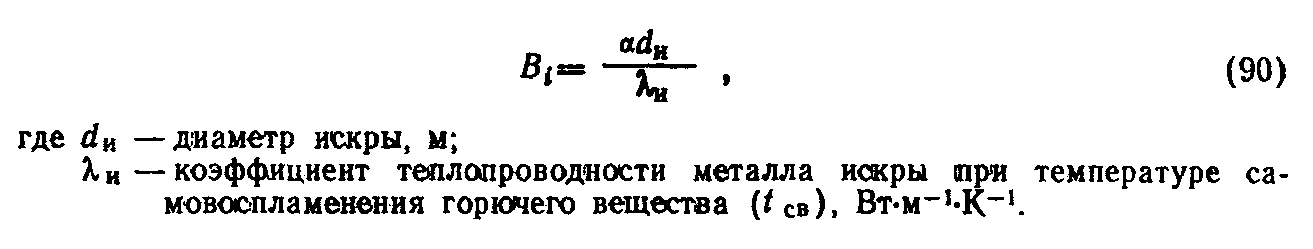 Bi = αdи / λи , (90)
где dи — диаметр искры, м;
λи — коэффициент теплопроводности металла искры при температуре са-
мовоспламенения горючего вещества (tсв), Вт·м⁻¹·К⁻¹.